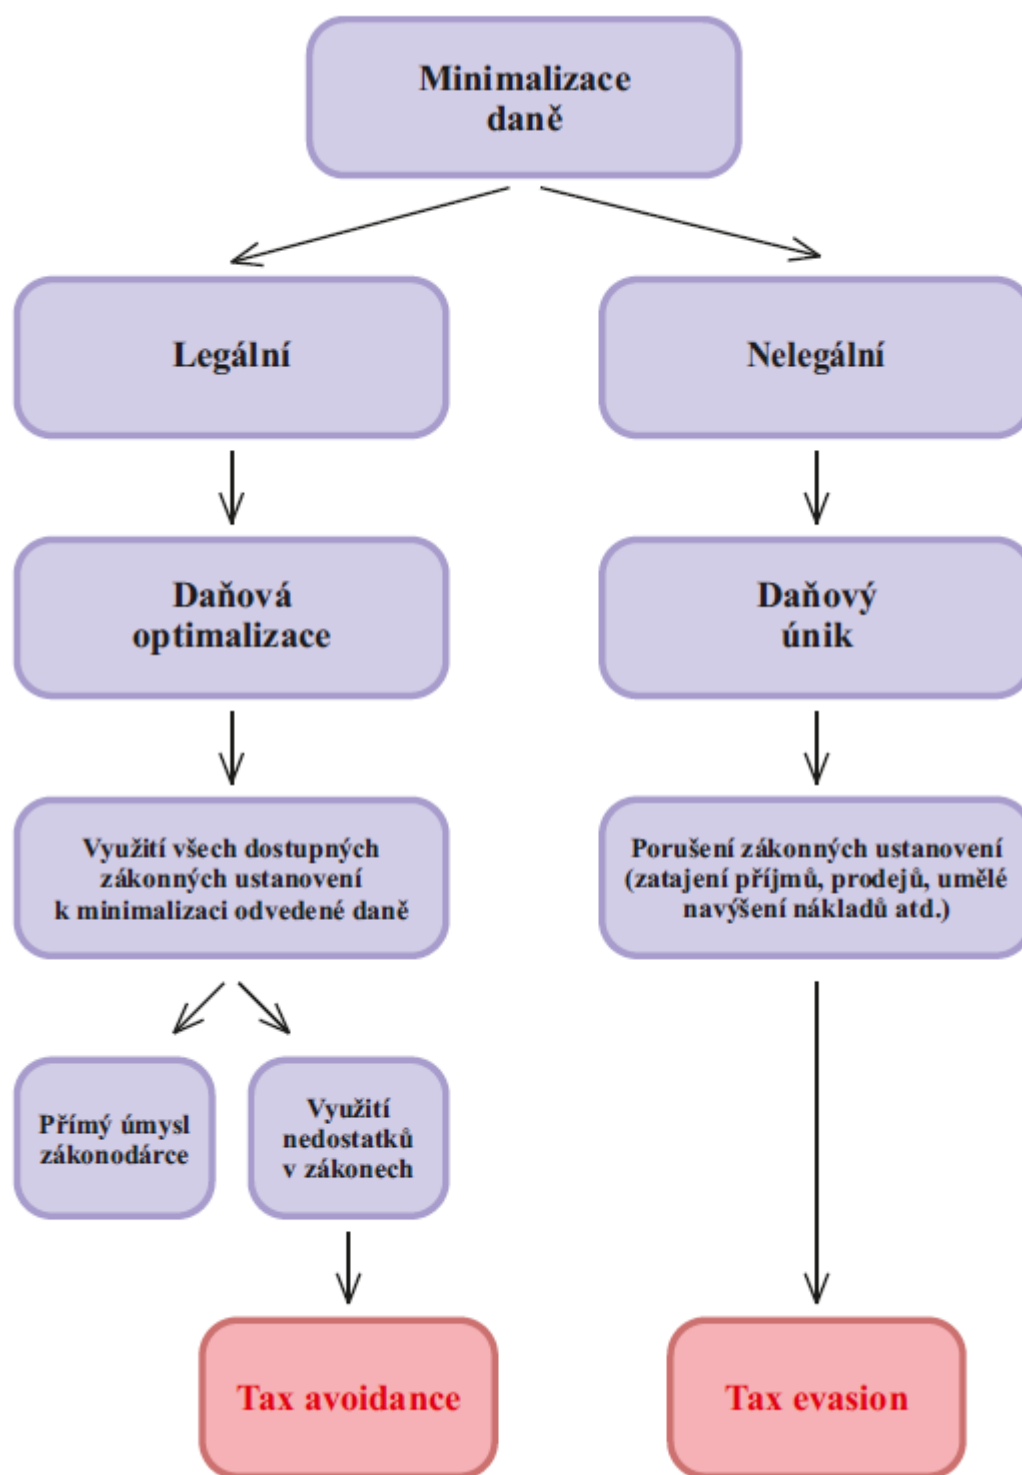 Minimalizace
daně
Legální
Nelegální
Daňová
optimalizace
Daňový
únik
Využití všech dostupných
zákonných ustanovení
k minimalizaci odvedené daně
Porušení zákonných ustanovení
(zatajení příjmů, prodejů, umělé
navýšení nákladů atd.)
Přímý úmysl
zákonodárce
Využití
nedostatků
v zákonech
Tax avoidance
Tax evasion